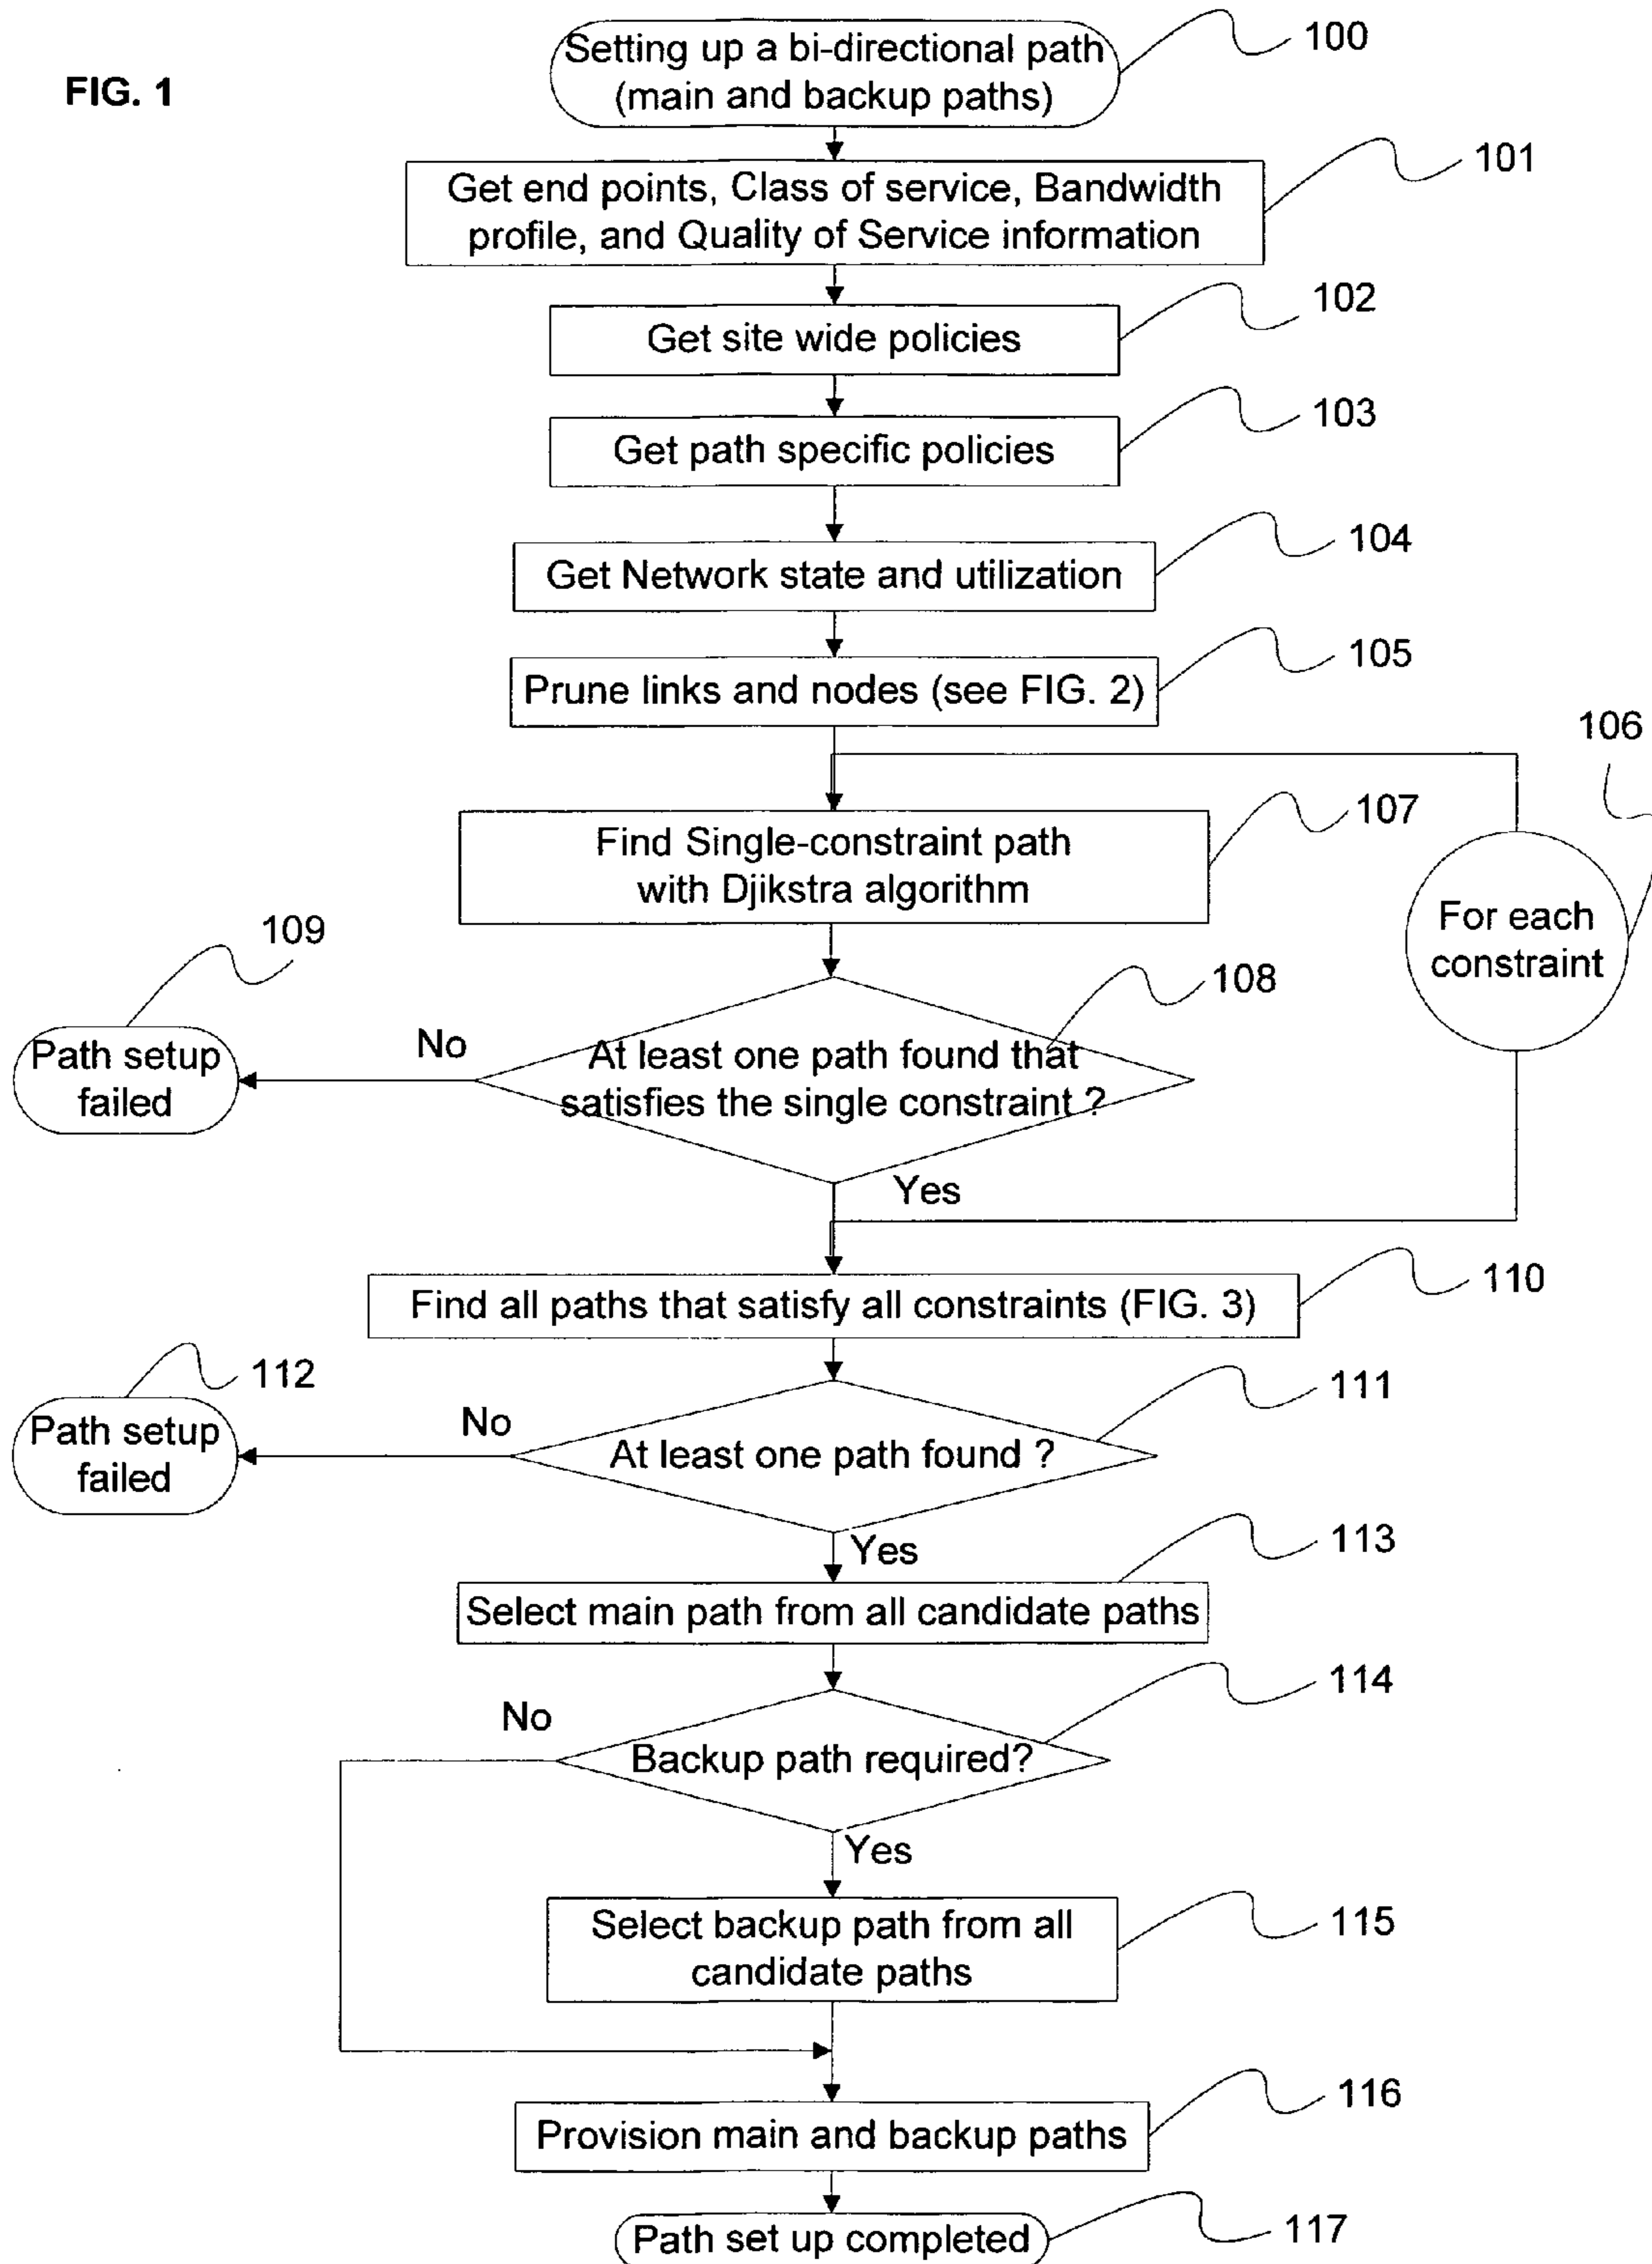 FIG. 1
Setting up a bi-directional path
(main and backup paths)
100
Get end points, Class of service, Bandwidth
profile, and Quality of Service information
101
Get site wide policies
102
Get path specific policies
103
Get Network state and utilization
104
Prune links and nodes (see FIG. 2)
105
106
Find Single-constraint path
with Djikstra algorithm
107
For each
constraint
109
108
Path setup
failed
No
At least one path found that
satisfies the single constraint ?
Yes
Find all paths that satisfy all constraints (FIG. 3)
110
112
111
Path setup
failed
No
At least one path found ?
Yes
113
Select main path from all candidate paths
114
No
Backup path required?
Yes
Select backup path from all
candidate paths
115
116
Provision main and backup paths
Path set up completed
117